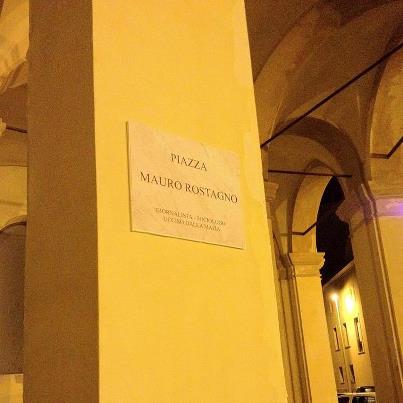 PIAZZA
MAURO ROSTAGNO
GIORNALISTA - SOCIOLOGO
UCCISO DALLA MAFIA